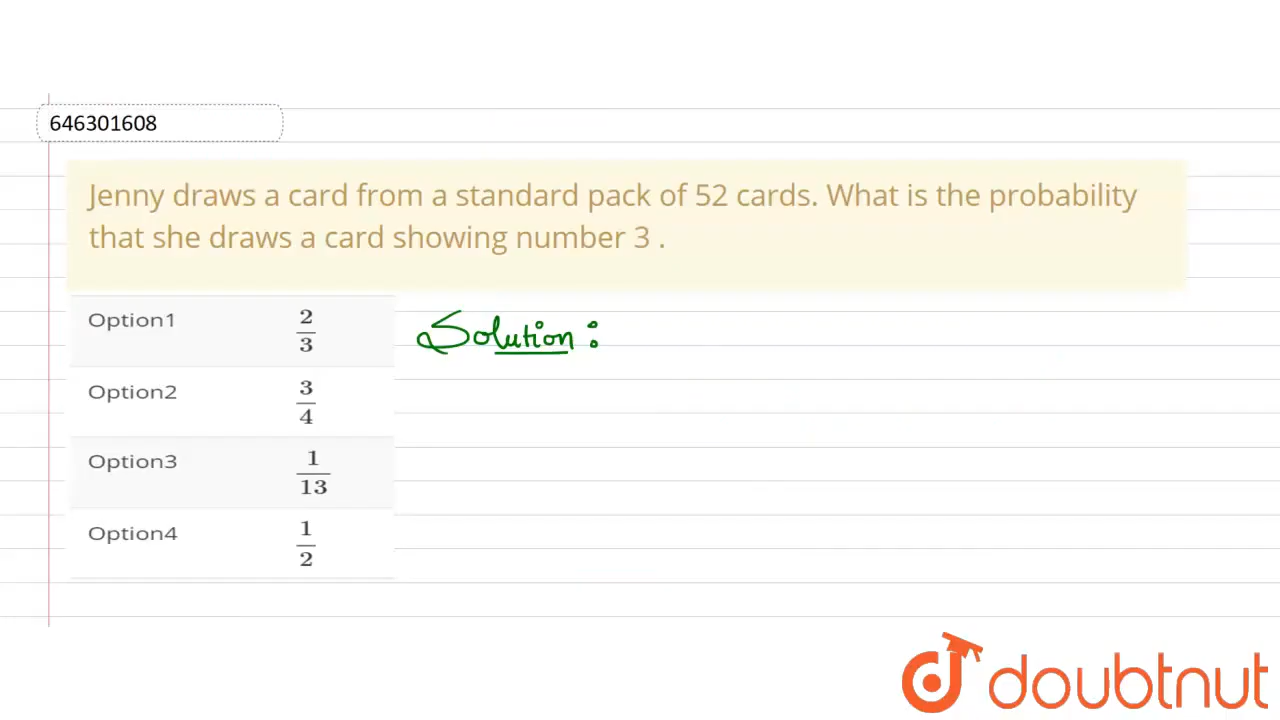 646301608
Jenny draws a card from a standard pack of 52 cards. What is the probability
that she draws a card showing number 3 .
Option1 2/3
Solution :
Option2 3/4
Option3 1/13
Option4 1/2
doubtnut